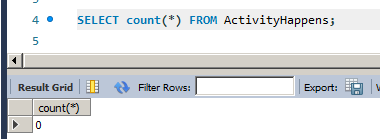 4 SELECT count(*) FROM ActivityHappens;
5
Result Grid Filter Rows: Export:
count(*)
0